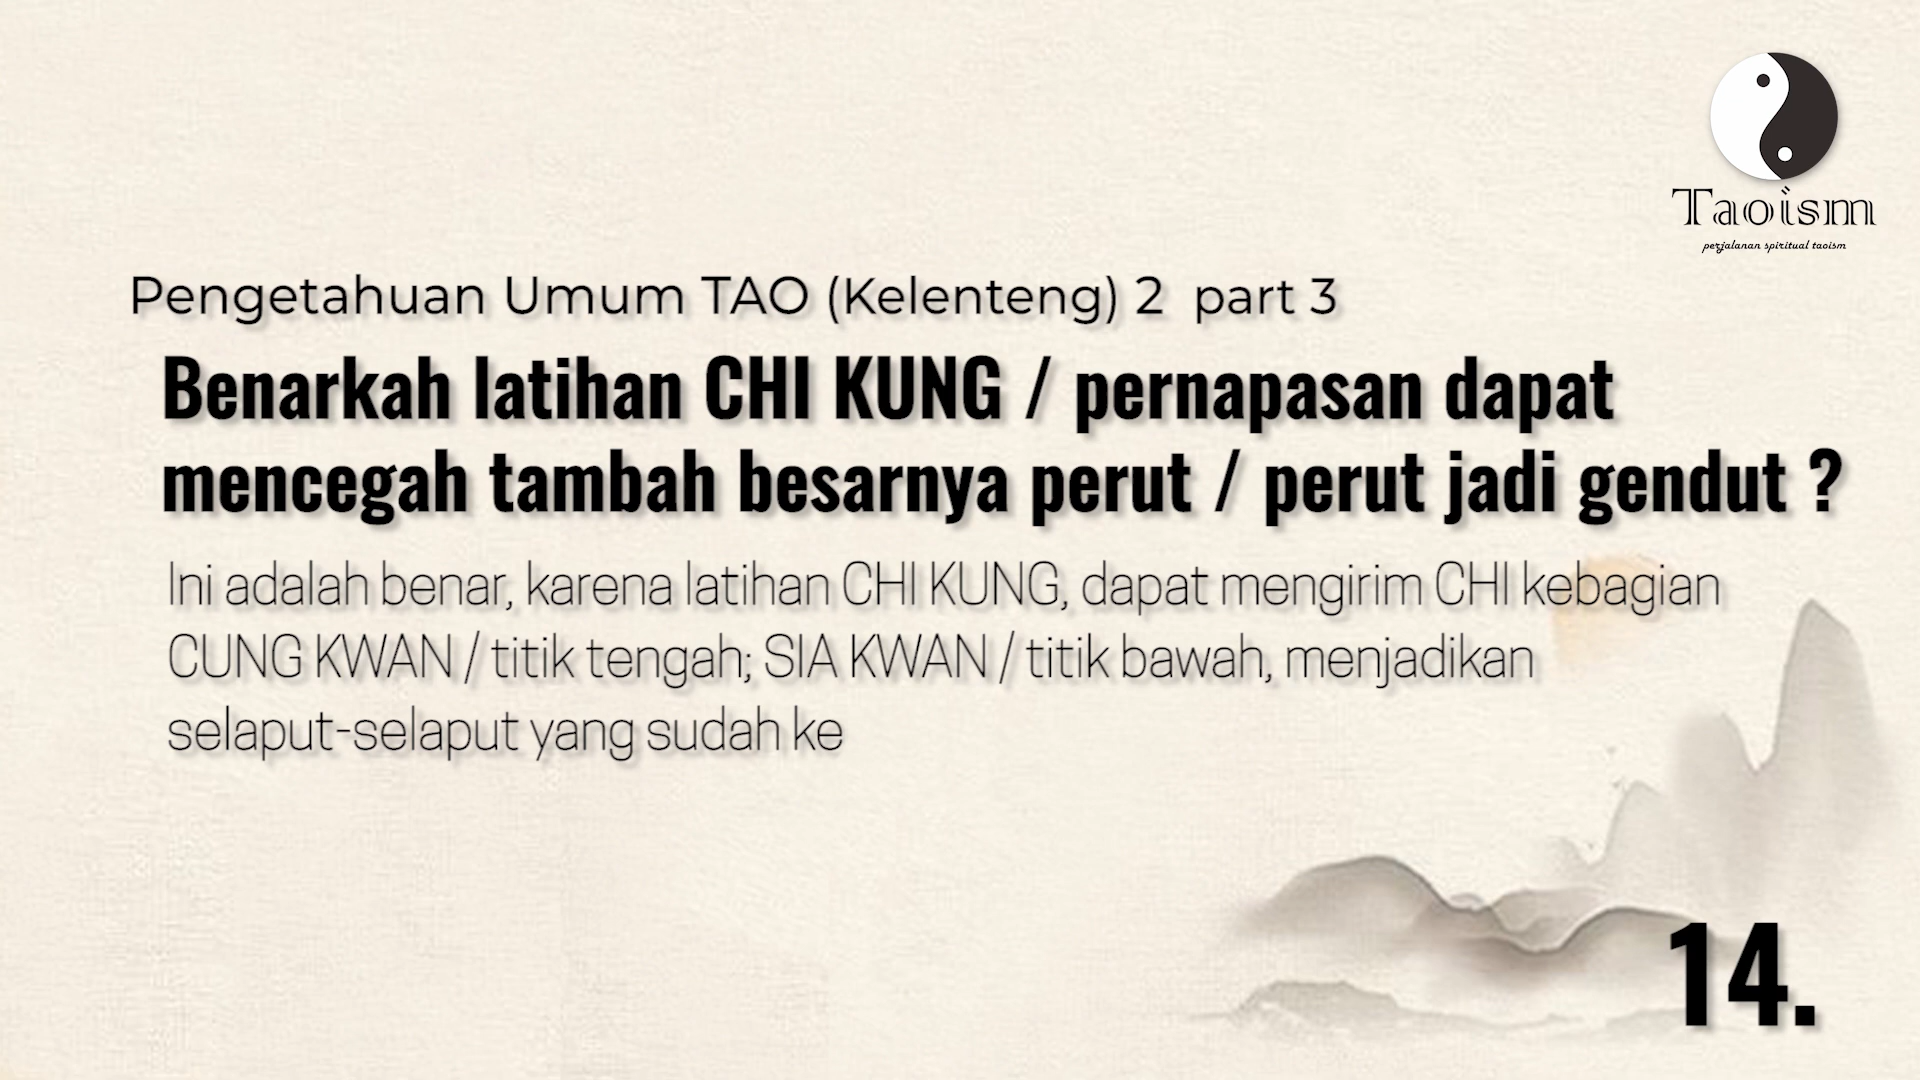 Taoism
perjalanan spiritual taoism
Pengetahuan Umum TAO (Kelenteng) 2 part 3
Benarkah latihan CHI KUNG / pernapasan dapat
mencegah tambah besarnya perut / perut jadi gendut ?
Ini adalah benar, karena latihan CHI KUNG, dapat mengirim CHI kebagian
CUNG KWAN / titik tengah; SIA KWAN / titik bawah, menjadikan
selaput-selaput yang sudah ke
14.